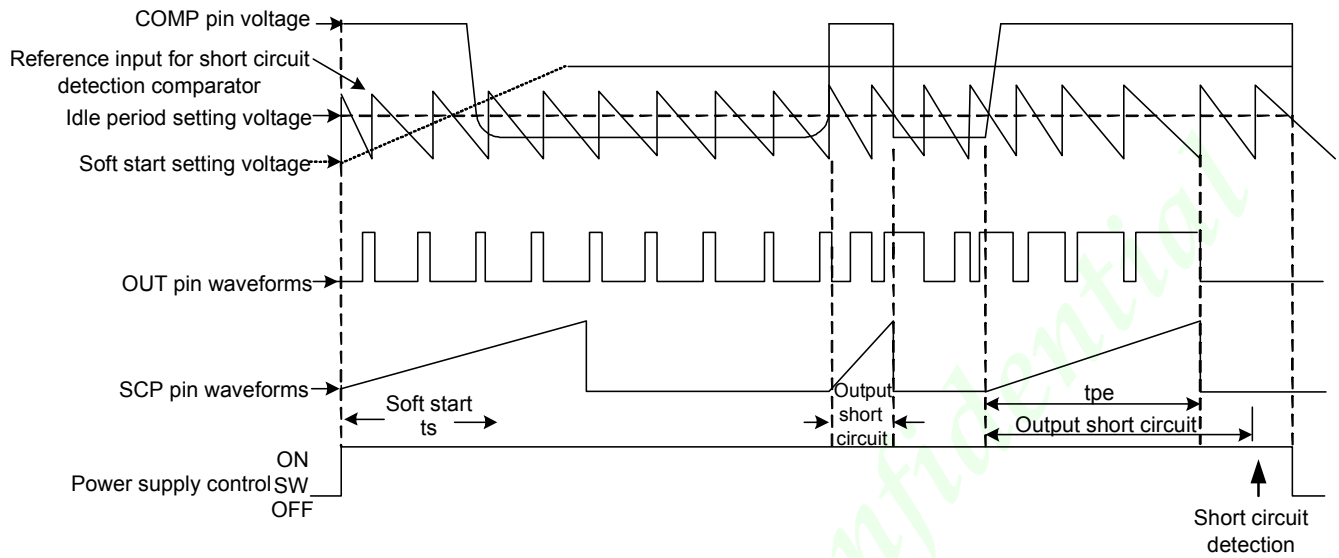 COMP pin voltage
Reference input for short circuit
detection comparator
Idle period setting voltage
Soft start setting voltage
OUT pin waveforms
SCP pin waveforms
Soft start
ts
Output
short
circuit
tpe
Output short circuit
ON
Power supply control SW
OFF
Short circuit
detection
nfidential